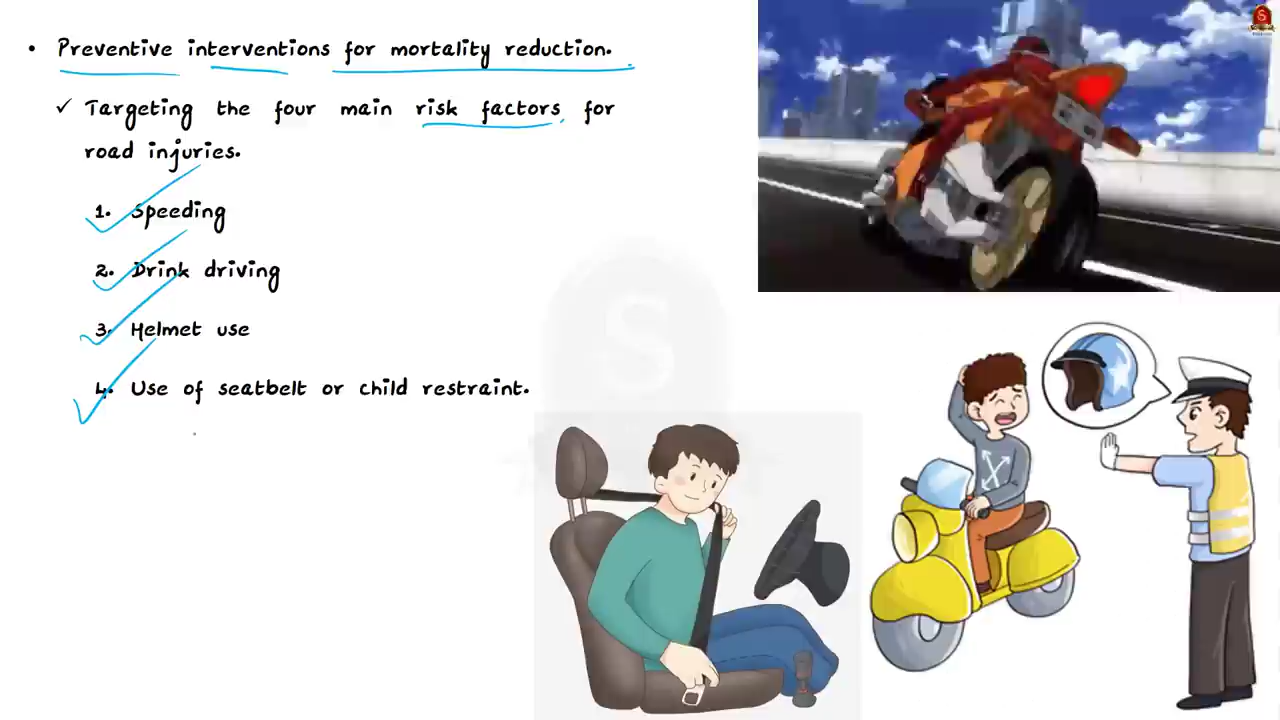 • Preventive interventions for mortality reduction.
✓ Targeting the four main risk factors for
road injuries.
1. Speeding
2. Drink driving
3. Helmet use
4. Use of seatbelt or child restraint.
S
S